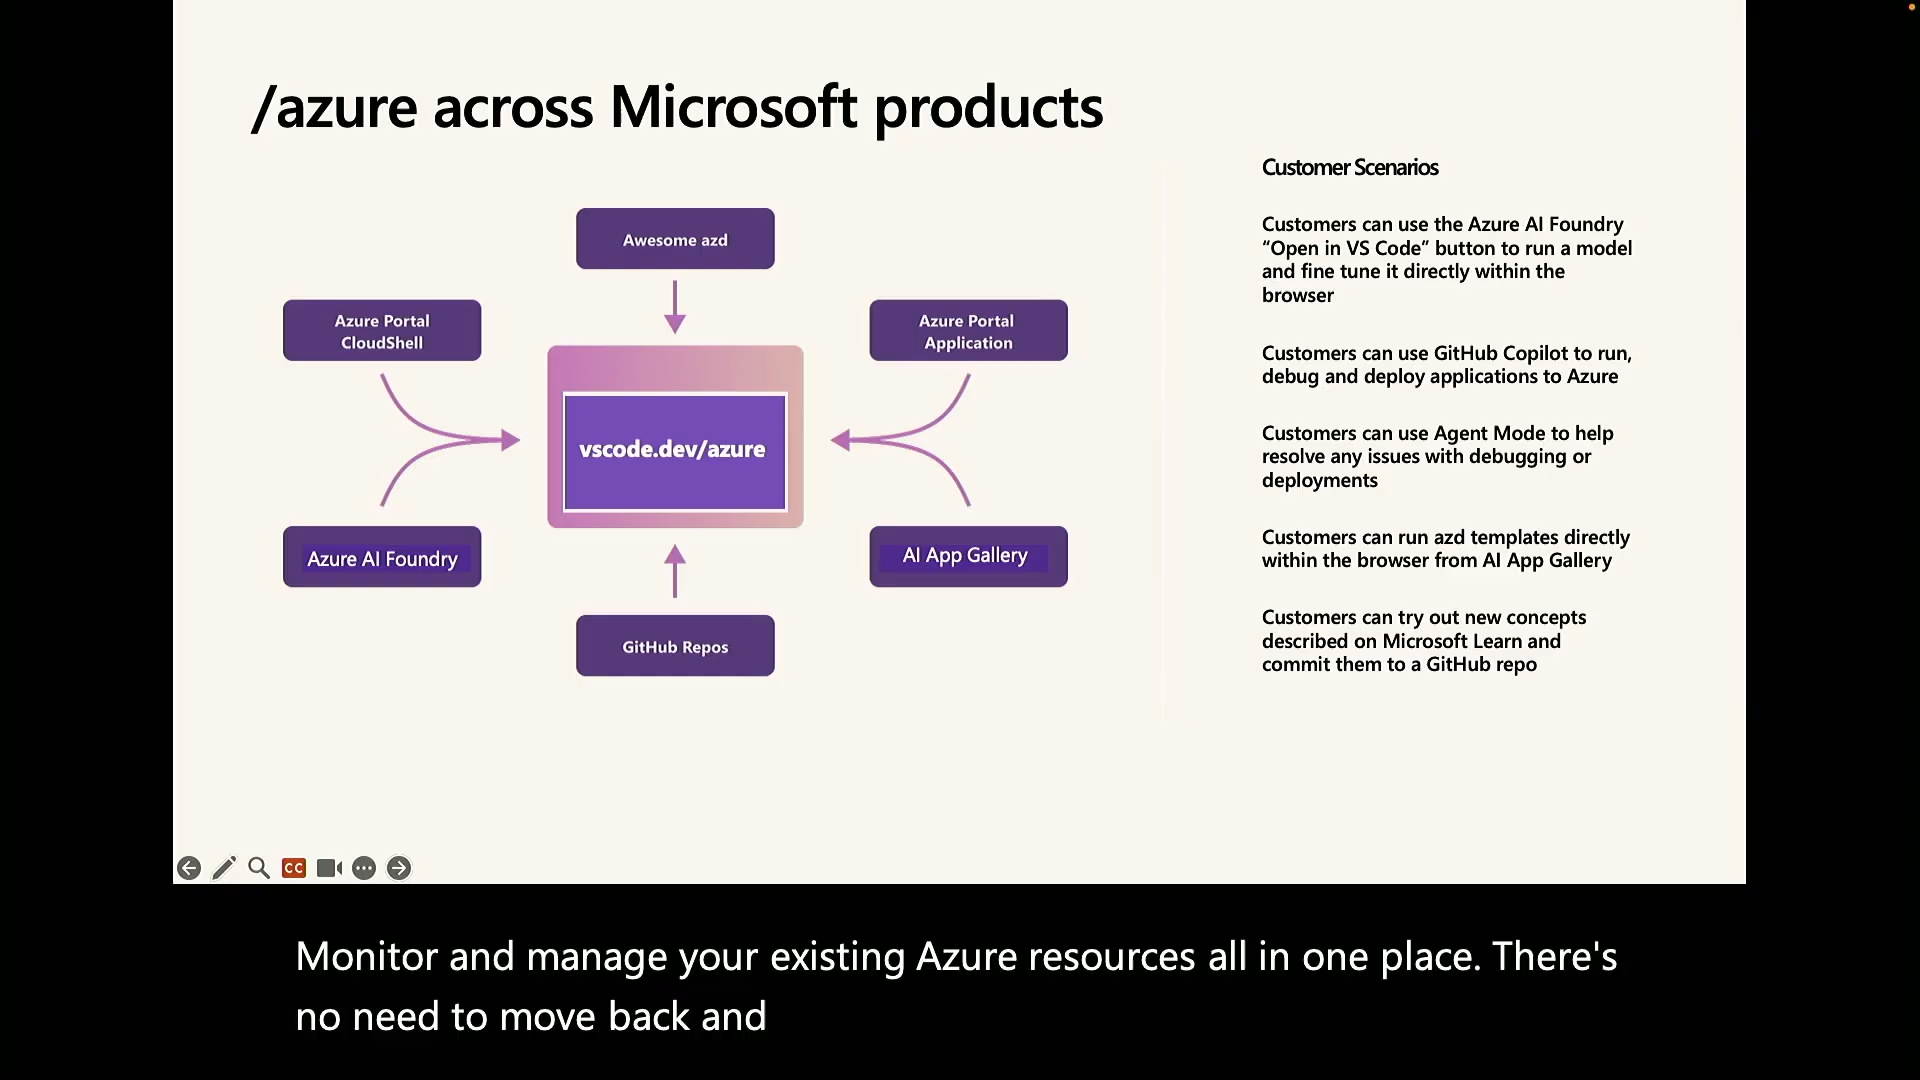 /azure across Microsoft products
Awesome azd
Azure Portal
CloudShell
Azure Portal
Application
vscode.dev/azure
Azure AI Foundry
AI App Gallery
GitHub Repos
Customer Scenarios
Customers can use the Azure AI Foundry
“Open in VS Code” button to run a model
and fine tune it directly within the
browser
Customers can use GitHub Copilot to run,
debug and deploy applications to Azure
Customers can use Agent Mode to help
resolve any issues with debugging or
deployments
Customers can run azd templates directly
within the browser from AI App Gallery
Customers can try out new concepts
described on Microsoft Learn and
commit them to a GitHub repo
CC
Monitor and manage your existing Azure resources all in one place. There's
no need to move back and